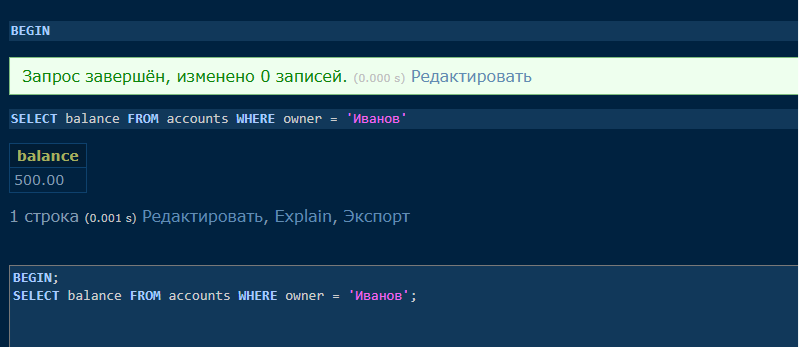 BEGIN
Запрос завершён, изменено 0 записей. (0.000 s) Редактировать
SELECT balance FROM accounts WHERE owner = 'Иванов'
balance
500.00
1 строка (0.001 s) Редактировать, Explain, Экспорт
BEGIN;
SELECT balance FROM accounts WHERE owner = 'Иванов';